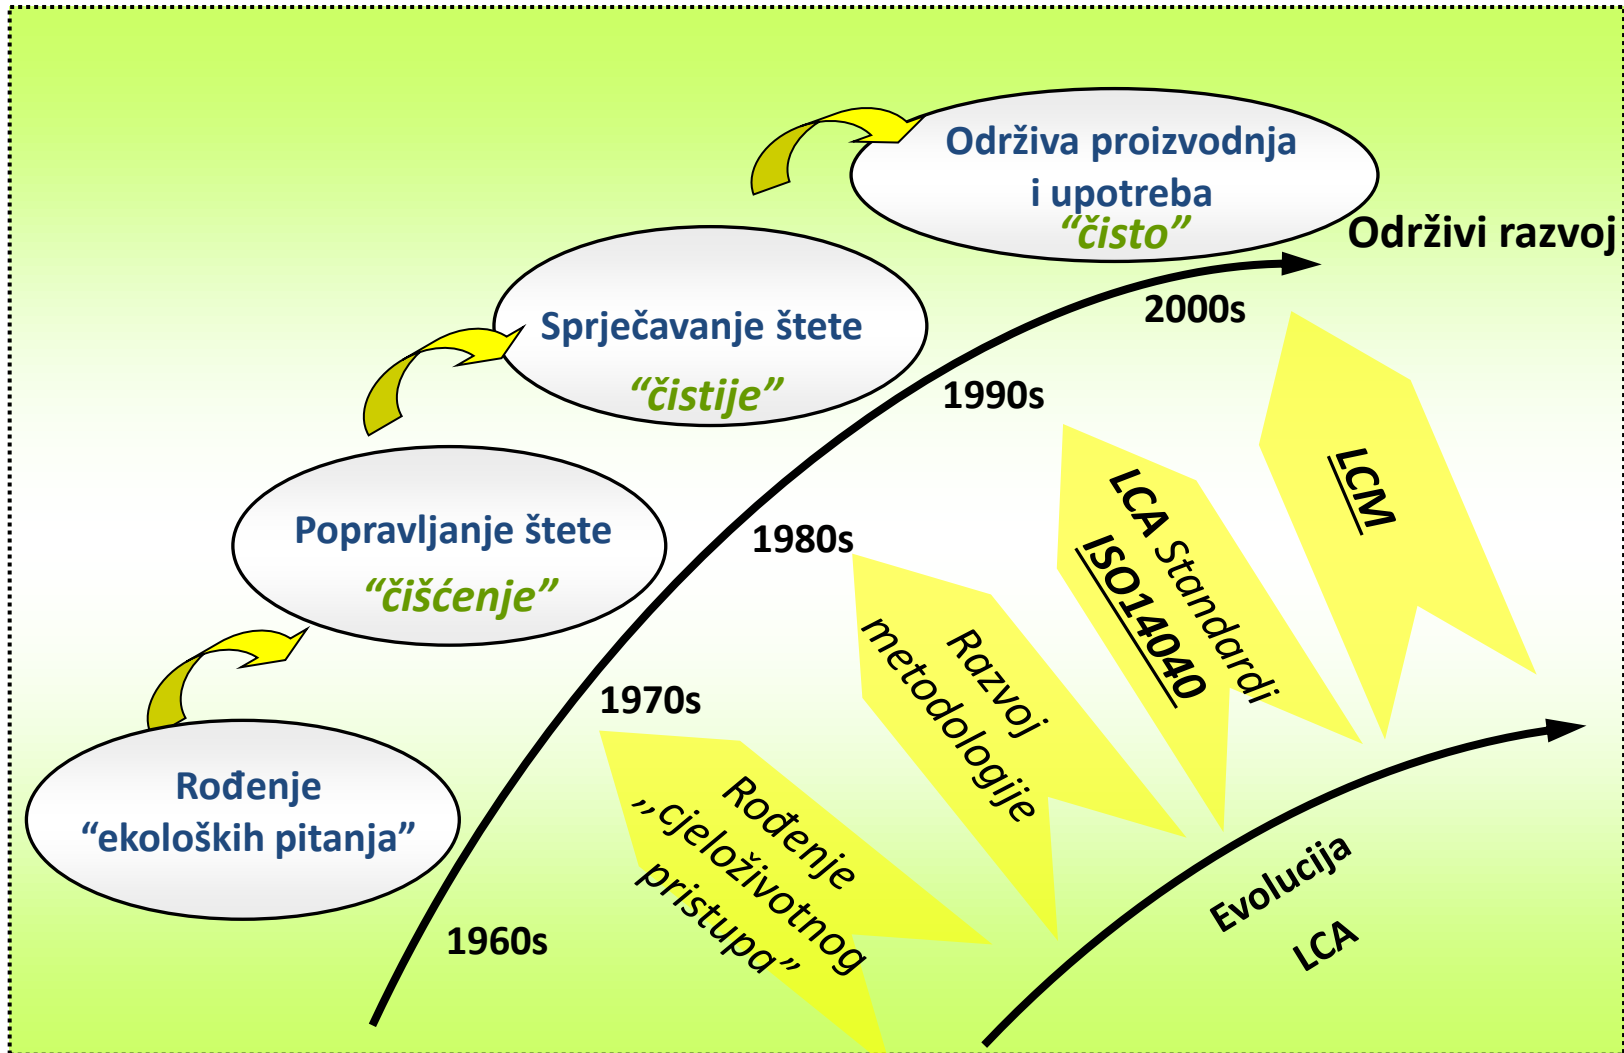 Održiva proizvodnja
i upotreba
“čisto”
Održivi razvoj
Sprječavanje štete
“čistije”
2000s
1990s
Popravljanje štete
“čišćenje”
1980s
1970s
Rođenje
“ekoloških pitanja”
1960s
Rođenje
„cjeloživotnog
pristupa”
Razvoj
metodologije
LCA Standardi
ISO14040
LCM
Evolucija
LCA